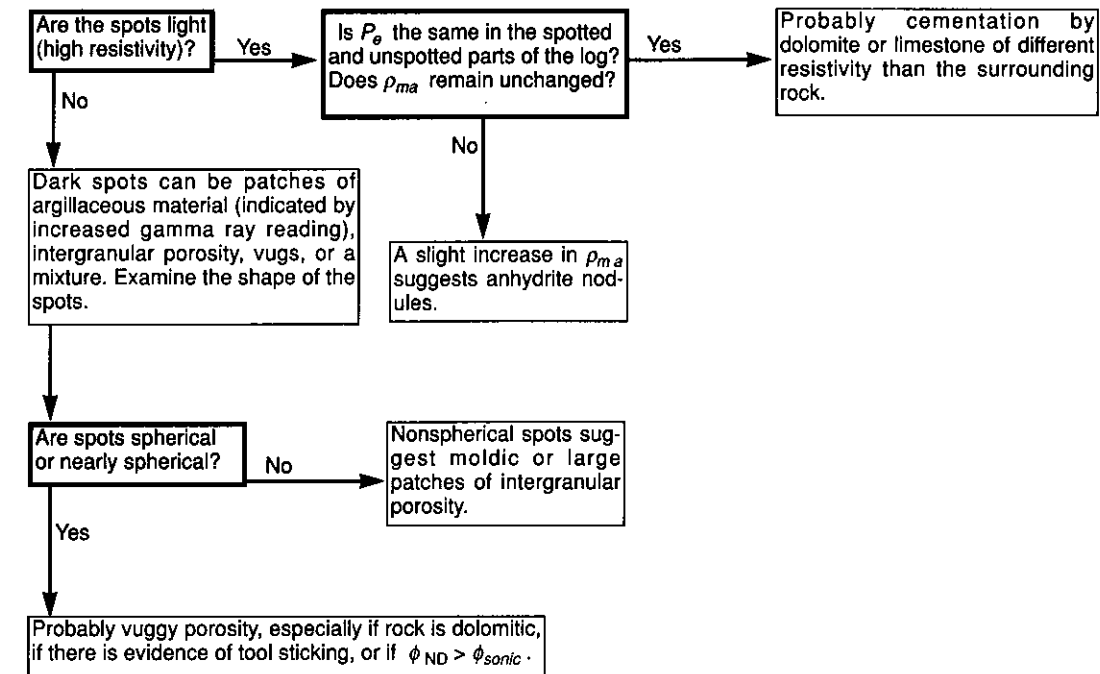 Are the spots light
(high resistivity)?
Yes
Is Pe the same in the spotted
and unspotted parts of the log?
Does ρma remain unchanged?
Yes
Probably cementation by
dolomite or limestone of different
resistivity than the surrounding
rock.
No
No
Dark spots can be patches of
argillaceous material (indicated by
increased gamma ray reading),
intergranular porosity, vugs, or a
mixture. Examine the shape of the
spots.
A slight increase in ρma
suggests anhydrite nod-
ules.
Are spots spherical
or nearly spherical?
No
Nonspherical spots sug-
gest moldic or large
patches of intergranular
porosity.
Yes
Probably vuggy porosity, especially if rock is dolomitic,
if there is evidence of tool sticking, or if ϕND > ϕsonic.